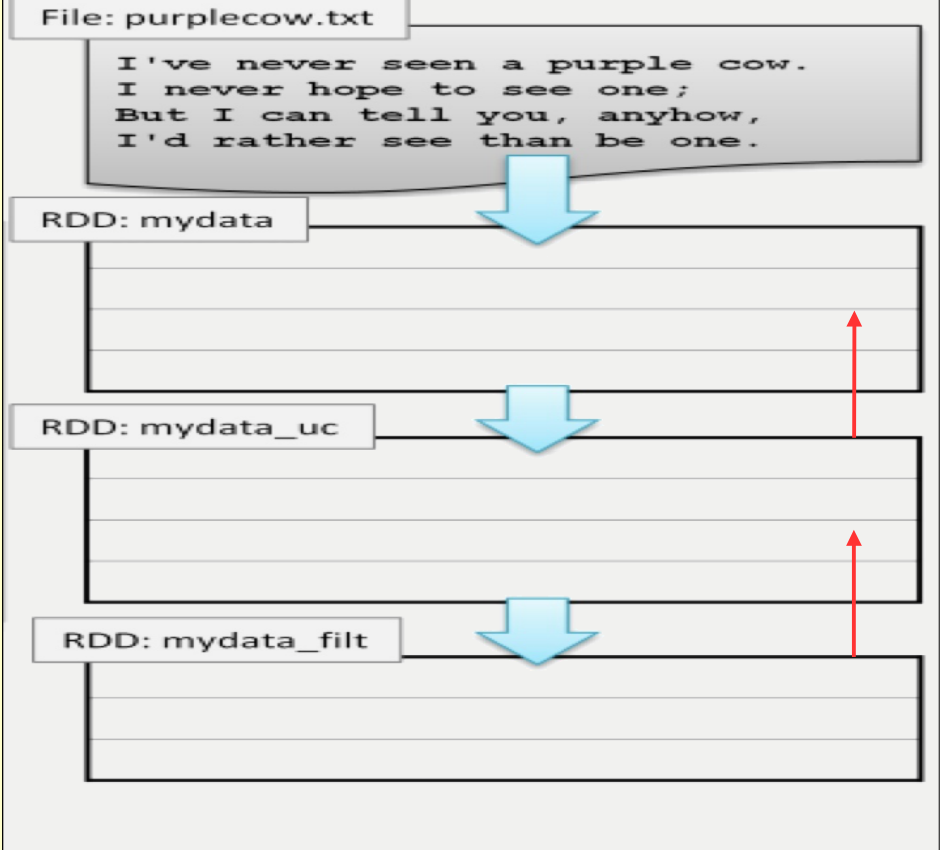 File: purplecow.txt
I've never seen a purple cow.
I never hope to see one;
But I can tell you, anyhow,
I'd rather see than be one.
RDD: mydata
RDD: mydata_uc
RDD: mydata_filt